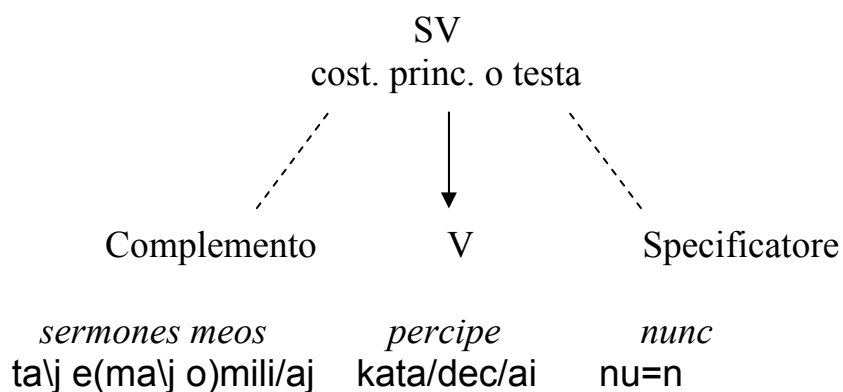 SV
cost. princ. o testa
Complemento V Specificatore
sermones meos percipe nunc
ta\j e(ma\j o)mili/aj kata/dec/ai nu=n